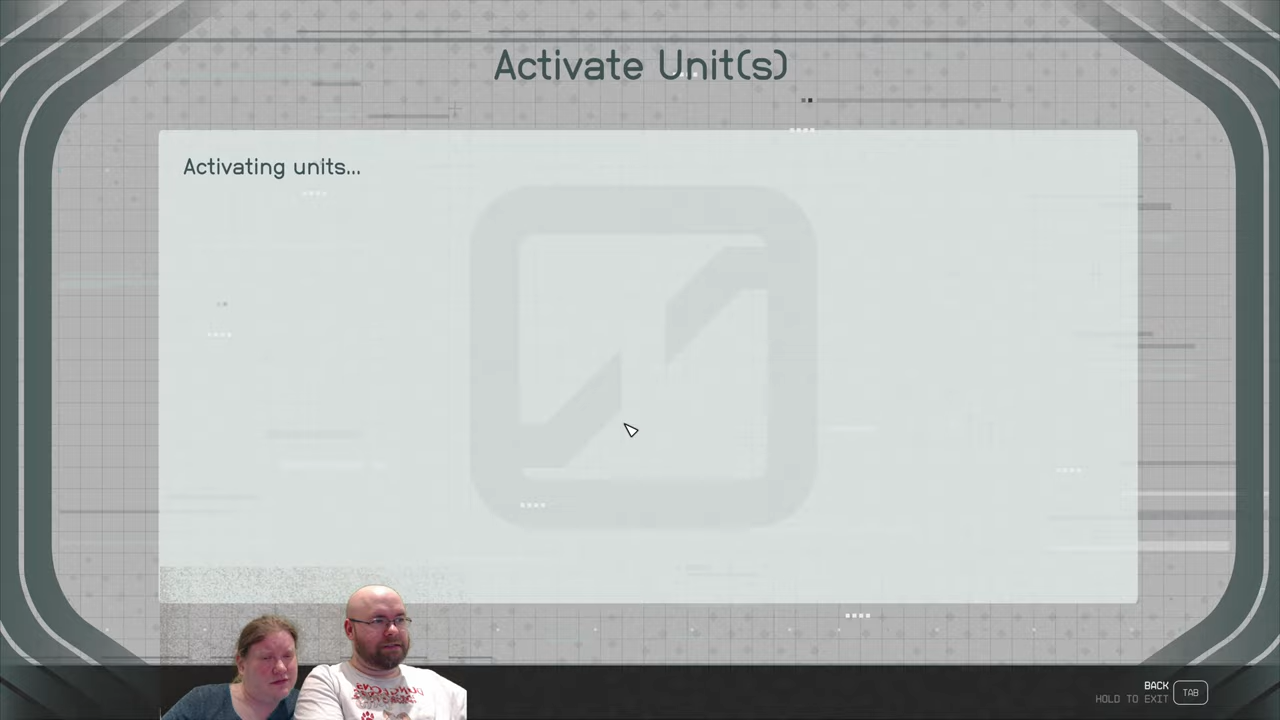 Activate Unit(s)
Activating units...
BACK
HOLD TO EXIT
TAB